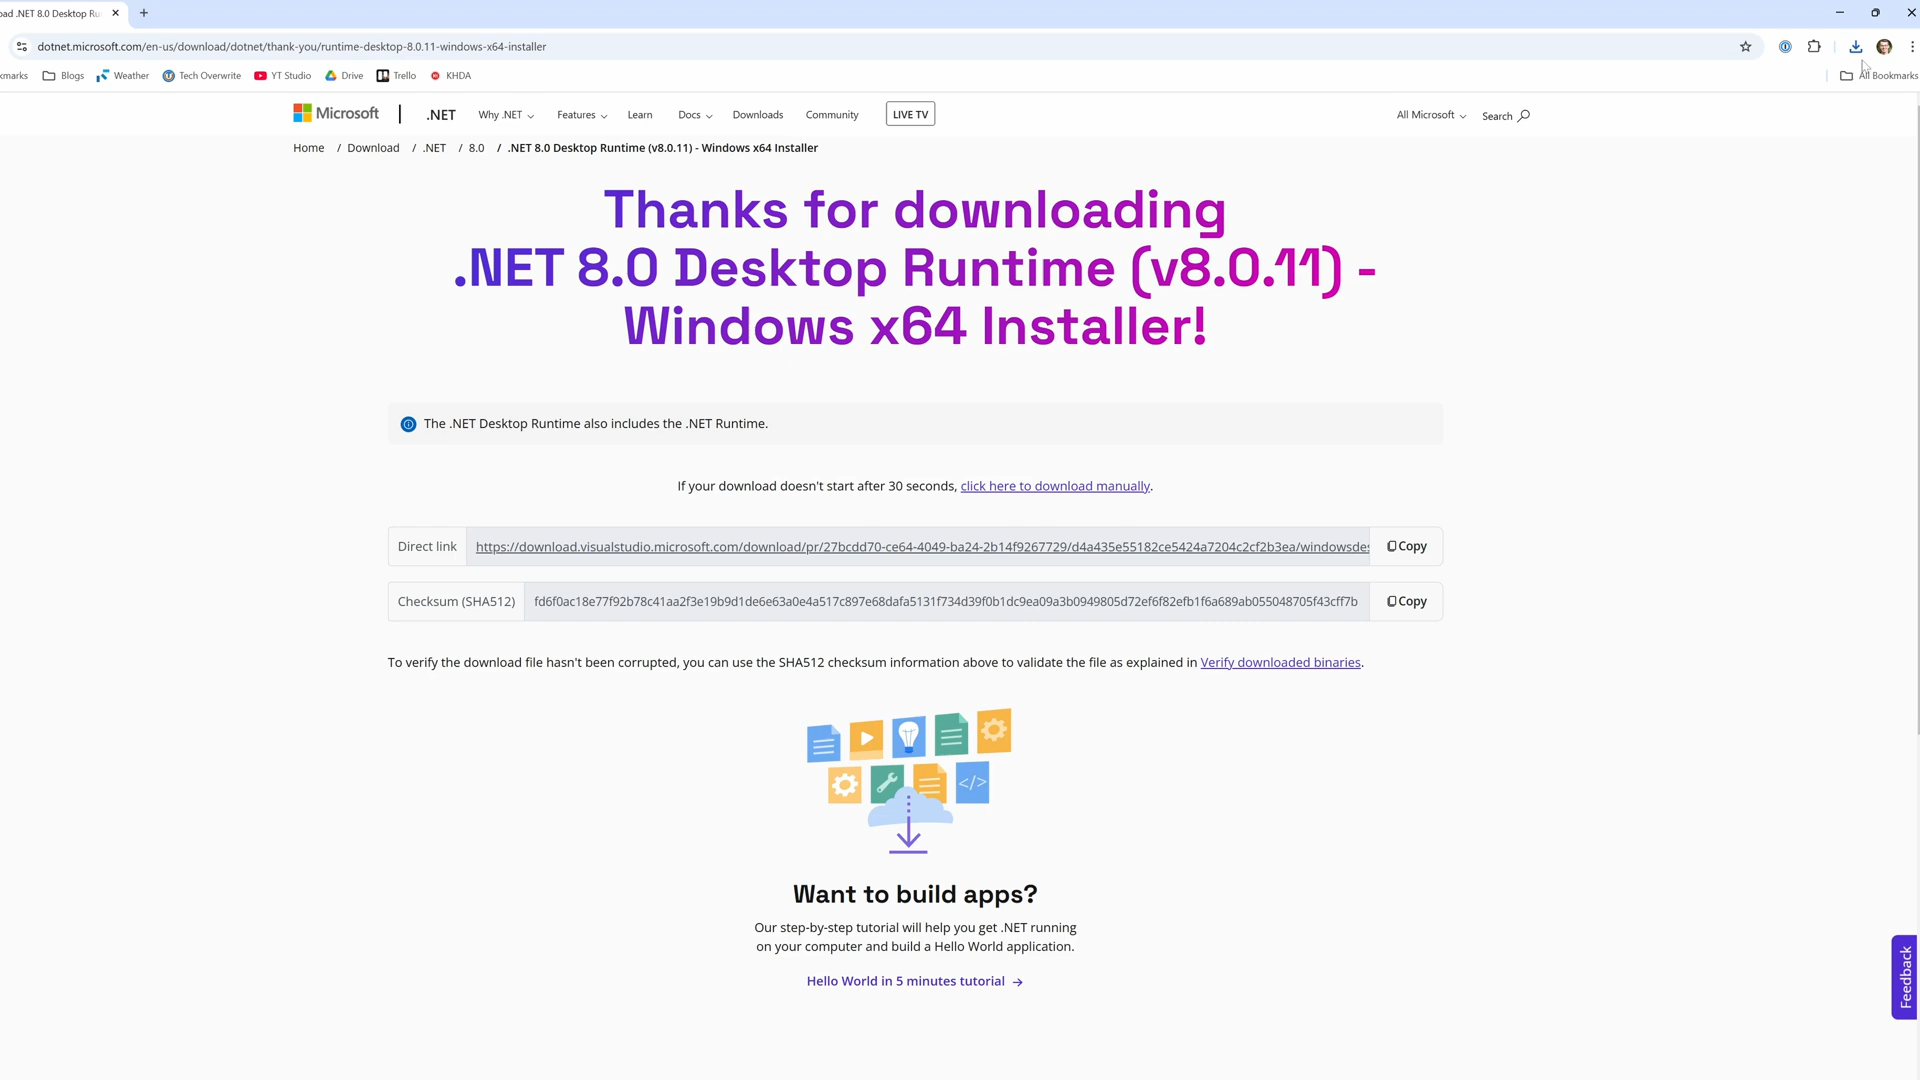 oad .NET 8.0 Desktop Ru
dotnet.microsoft.com/en-us/download/dotnet/thank-you/runtime-desktop-8.0.11-windows-x64-installer
kmarks Blogs Weather Tech Overwrite YT Studio Drive Trello KHDA All Bookmarks
Microsoft .NET Why .NET Features Learn Docs Downloads Community LIVE TV All Microsoft Search
Home / Download / .NET / 8.0 / .NET 8.0 Desktop Runtime (v8.0.11) - Windows x64 Installer
Thanks for downloading
.NET 8.0 Desktop Runtime (v8.0.11) -
Windows x64 Installer!
The .NET Desktop Runtime also includes the .NET Runtime.
If your download doesn't start after 30 seconds, click here to download manually.
Direct link https://download.visualstudio.microsoft.com/download/pr/27bcdd70-ce64-4049-ba24-2b14f9267729/d4a435e55182ce5424a7204c2cf2b3ea/windowsdes Copy
Checksum (SHA512) fd6f0ac18e77f92b78c41aa2f3e19b9d1de6e63a0e4a517c897e68dafa5131f734d39f0b1dc9ea09a3b0949805d72ef6f82efb1f6a689ab055048705f43cff7b Copy
To verify the download file hasn't been corrupted, you can use the SHA512 checksum information above to validate the file as explained in Verify downloaded binaries.
</>
Want to build apps?
Our step-by-step tutorial will help you get .NET running
on your computer and build a Hello World application.
Hello World in 5 minutes tutorial →
Feedback